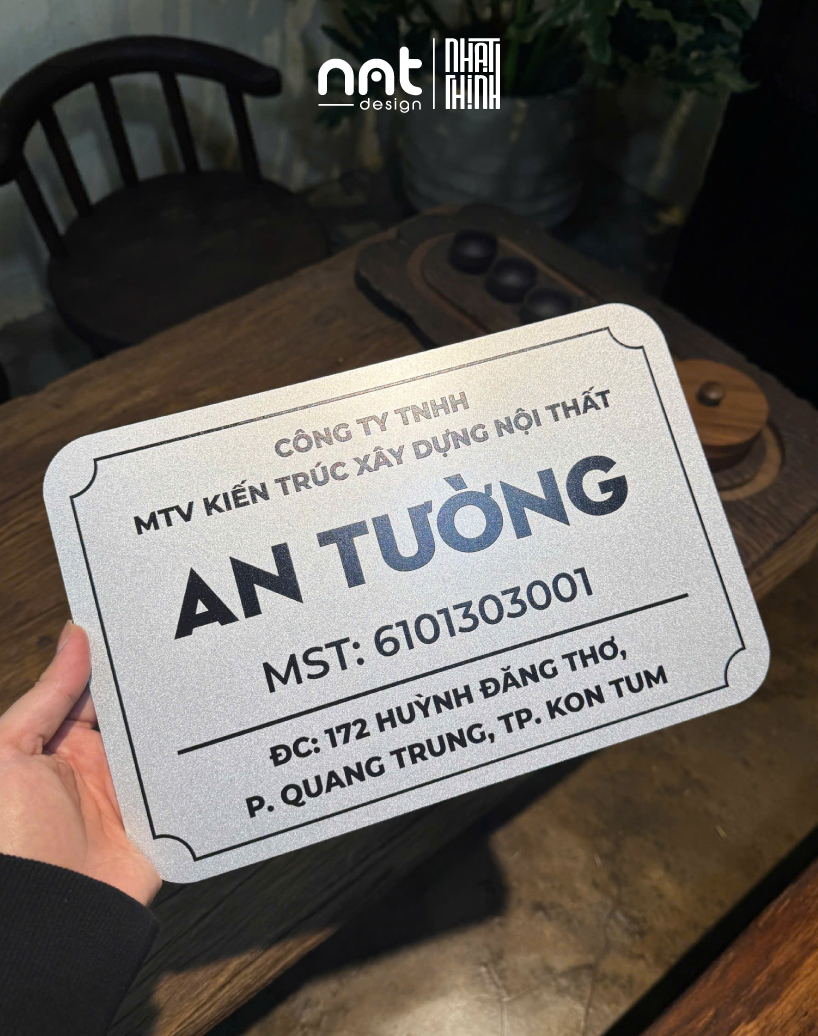 nat
design
NHẬT
THỊNH
CÔNG TY TNHH
MTV KIẾN TRÚC XÂY DỰNG NỘI THẤT
AN TƯỜNG
MST: 6101303001
ĐC: 172 HUỲNH ĐĂNG THƠ,
P. QUANG TRUNG, TP. KON TUM